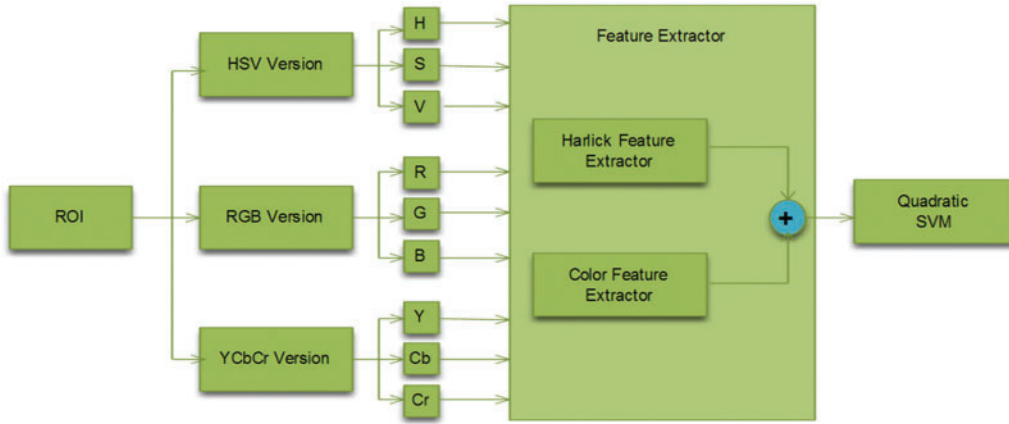 ROI
HSV Version
RGB Version
YCbCr Version
H
S
V
R
G
B
Y
Cb
Cr
Feature Extractor
Harlick Feature
Extractor
Color Feature
Extractor
+
Quadratic
SVM